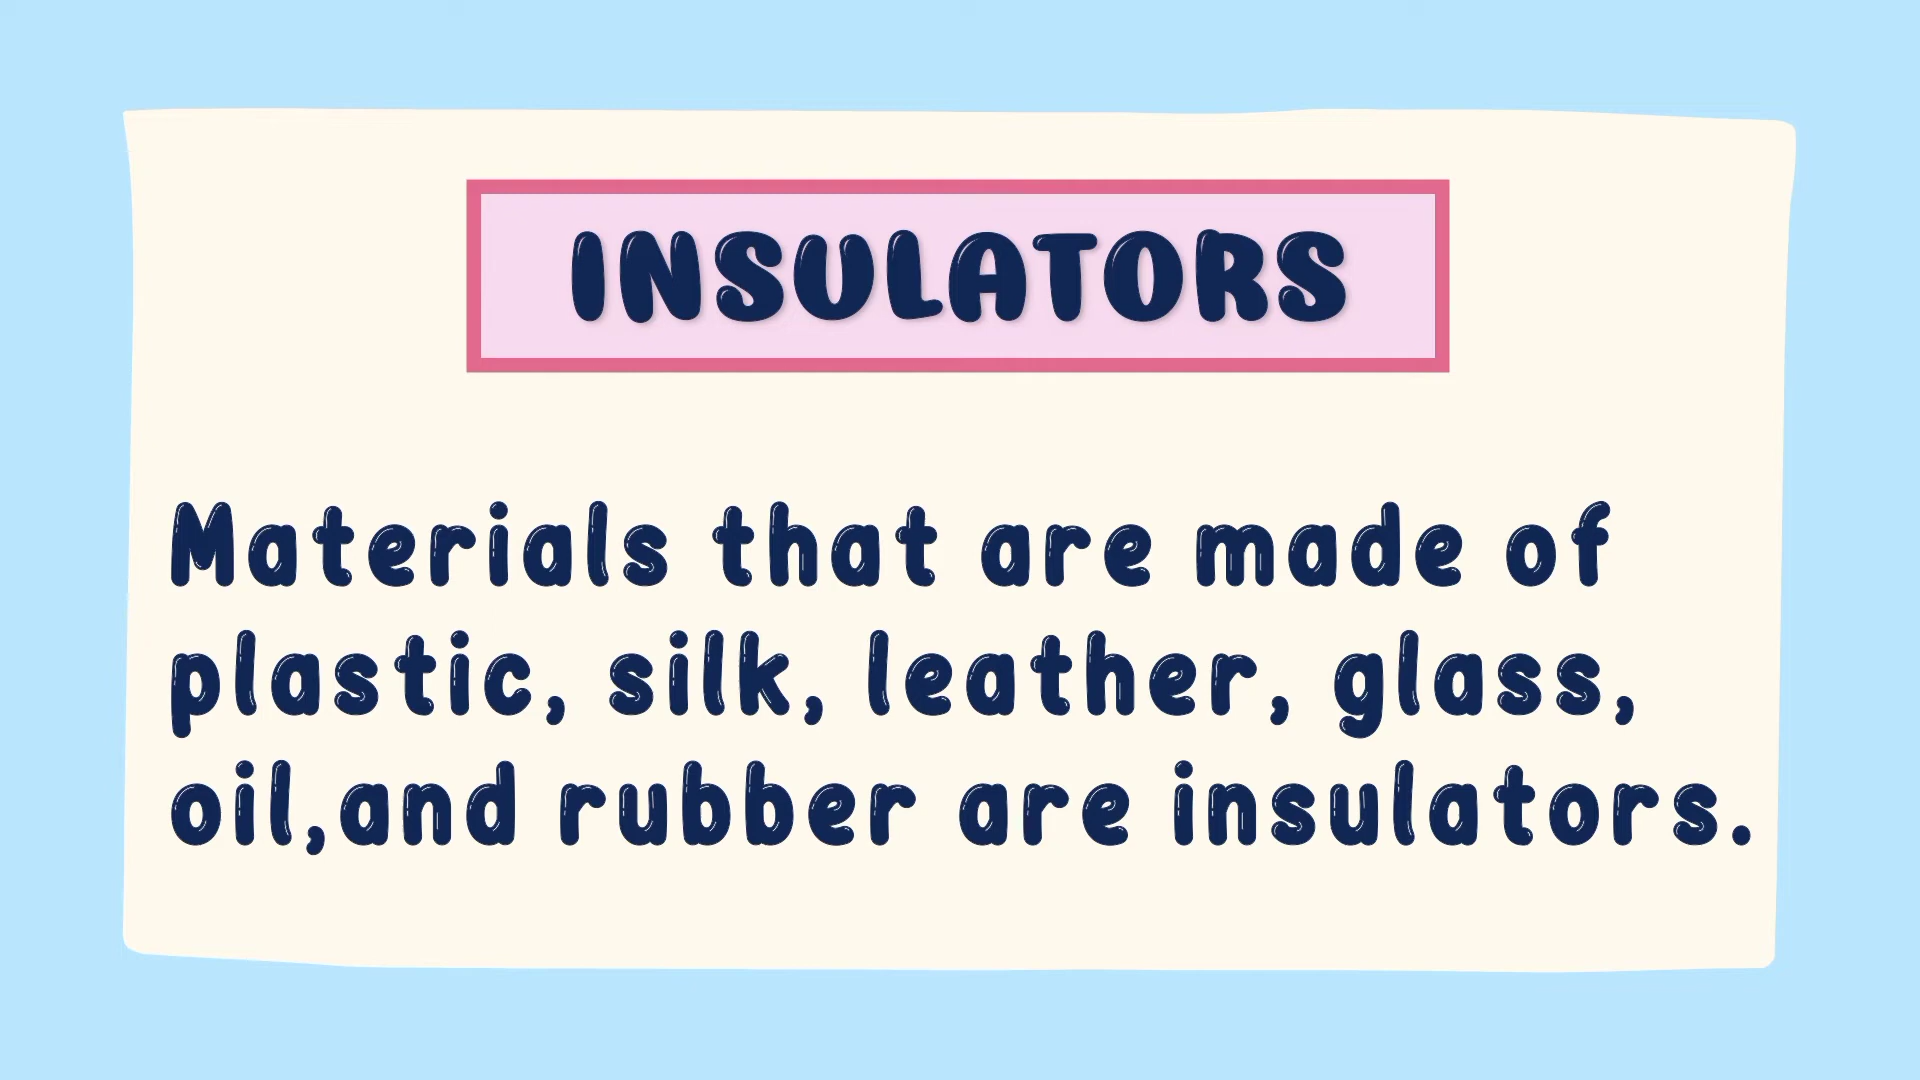 INSULATORS
Materials that are made of
plastic, silk, leather, glass,
oil,and rubber are insulators.